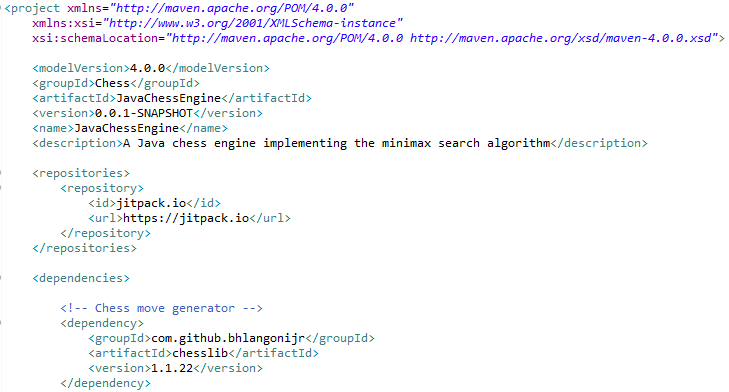 <project xmlns="http://maven.apache.org/POM/4.0.0"
xmlns:xsi="http://www.w3.org/2001/XMLSchema-instance"
xsi:schemaLocation="http://maven.apache.org/POM/4.0.0 http://maven.apache.org/xsd/maven-4.0.0.xsd">
<modelVersion>4.0.0</modelVersion>
<groupId>Chess</groupId>
<artifactId>JavaChessEngine</artifactId>
<version>0.0.1-SNAPSHOT</version>
<name>JavaChessEngine</name>
<description>A Java chess engine implementing the minimax search algorithm</description>
<repositories>
<repository>
<id>jitpack.io</id>
<url>https://jitpack.io</url>
</repository>
</repositories>
<dependencies>
<!-- Chess move generator -->
<dependency>
<groupId>com.github.bhlangonijr</groupId>
<artifactId>chesslib</artifactId>
<version>1.1.22</version>
</dependency>